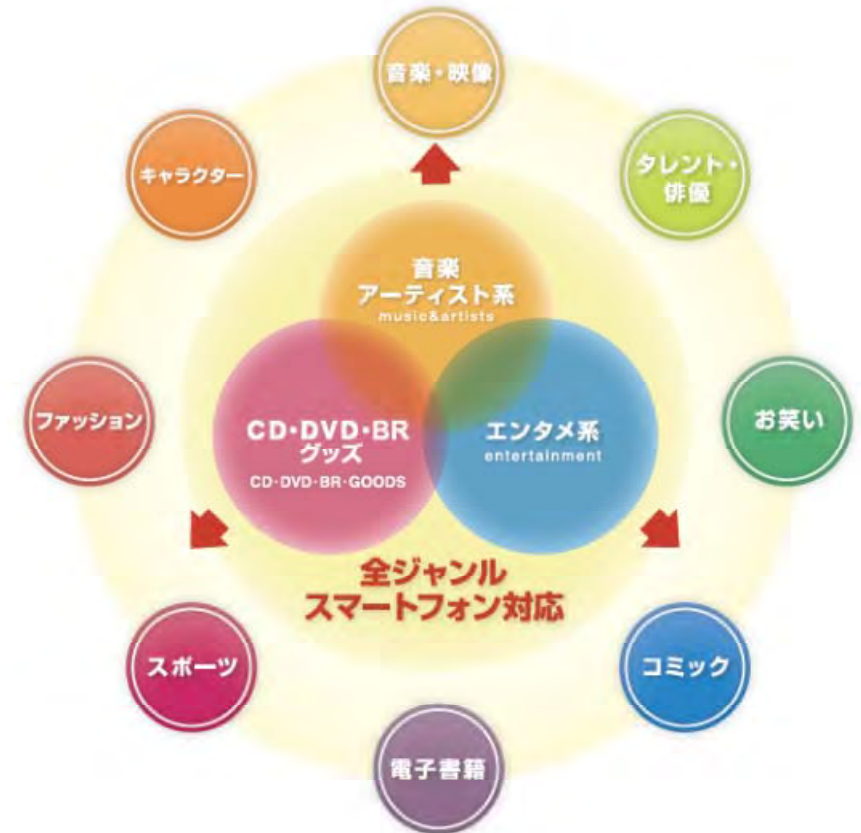 音楽・映像
キャラクター
タレント・
俳優
音楽
アーティスト系
music&artists
ファッション
CD・DVD・BR
グッズ
CD・DVD・BR・GOODS
エンタメ系
entertainment
お笑い
全ジャンル
スマートフォン対応
スポーツ
コミック
電子書籍